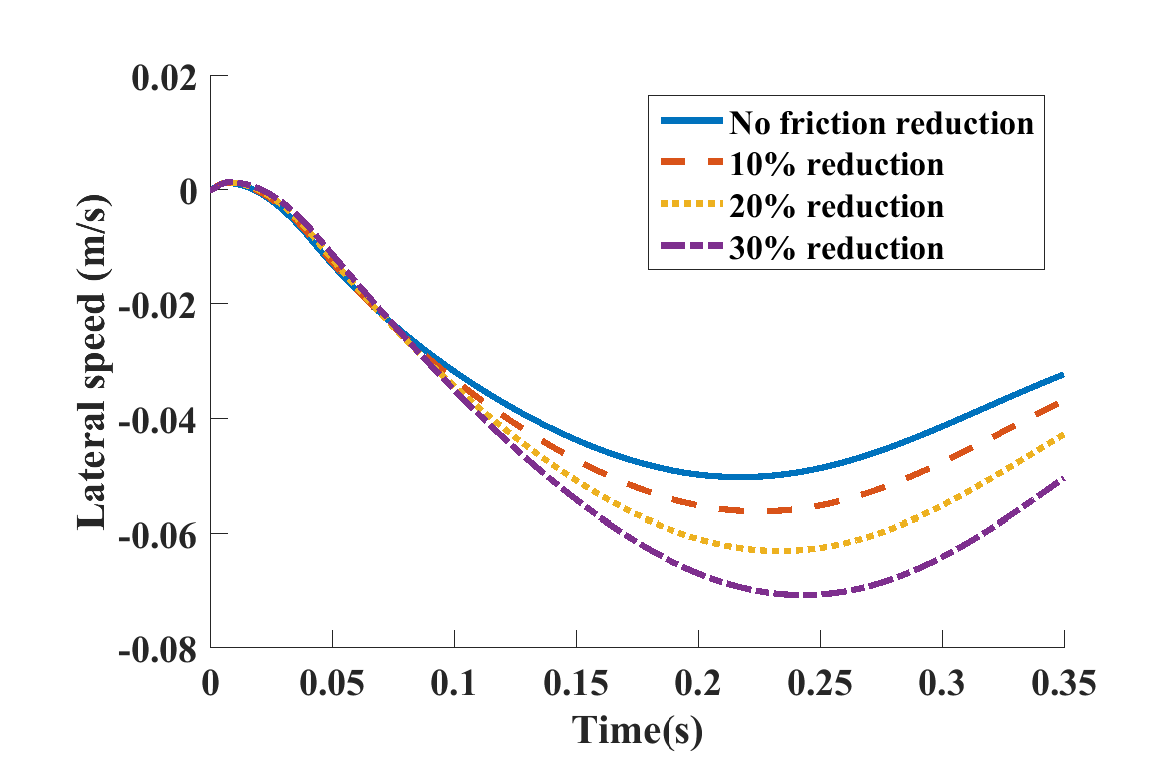 0.02
0
-0.02
-0.04
-0.06
-0.08
Lateral speed (m/s)
No friction reduction
10% reduction
20% reduction
30% reduction
0 0.05 0.1 0.15 0.2 0.25 0.3 0.35
Time(s)